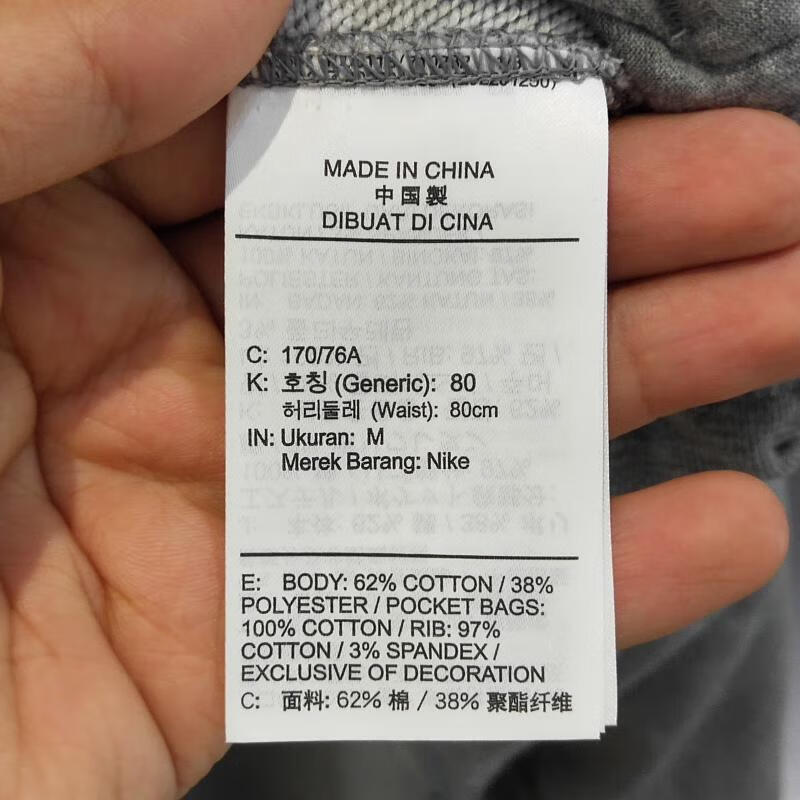 MADE IN CHINA
中国製
DIBUAT DI CINA
C: 170/76A
K: 호칭 (Generic): 80
허리둘레 (Waist): 80cm
IN: Ukuran: M
Merek Barang: Nike
E: BODY: 62% COTTON / 38%
POLYESTER / POCKET BAGS:
100% COTTON / RIB: 97%
COTTON / 3% SPANDEX /
EXCLUSIVE OF DECORATION
C: 面料: 62% 棉 / 38% 聚酯纤维